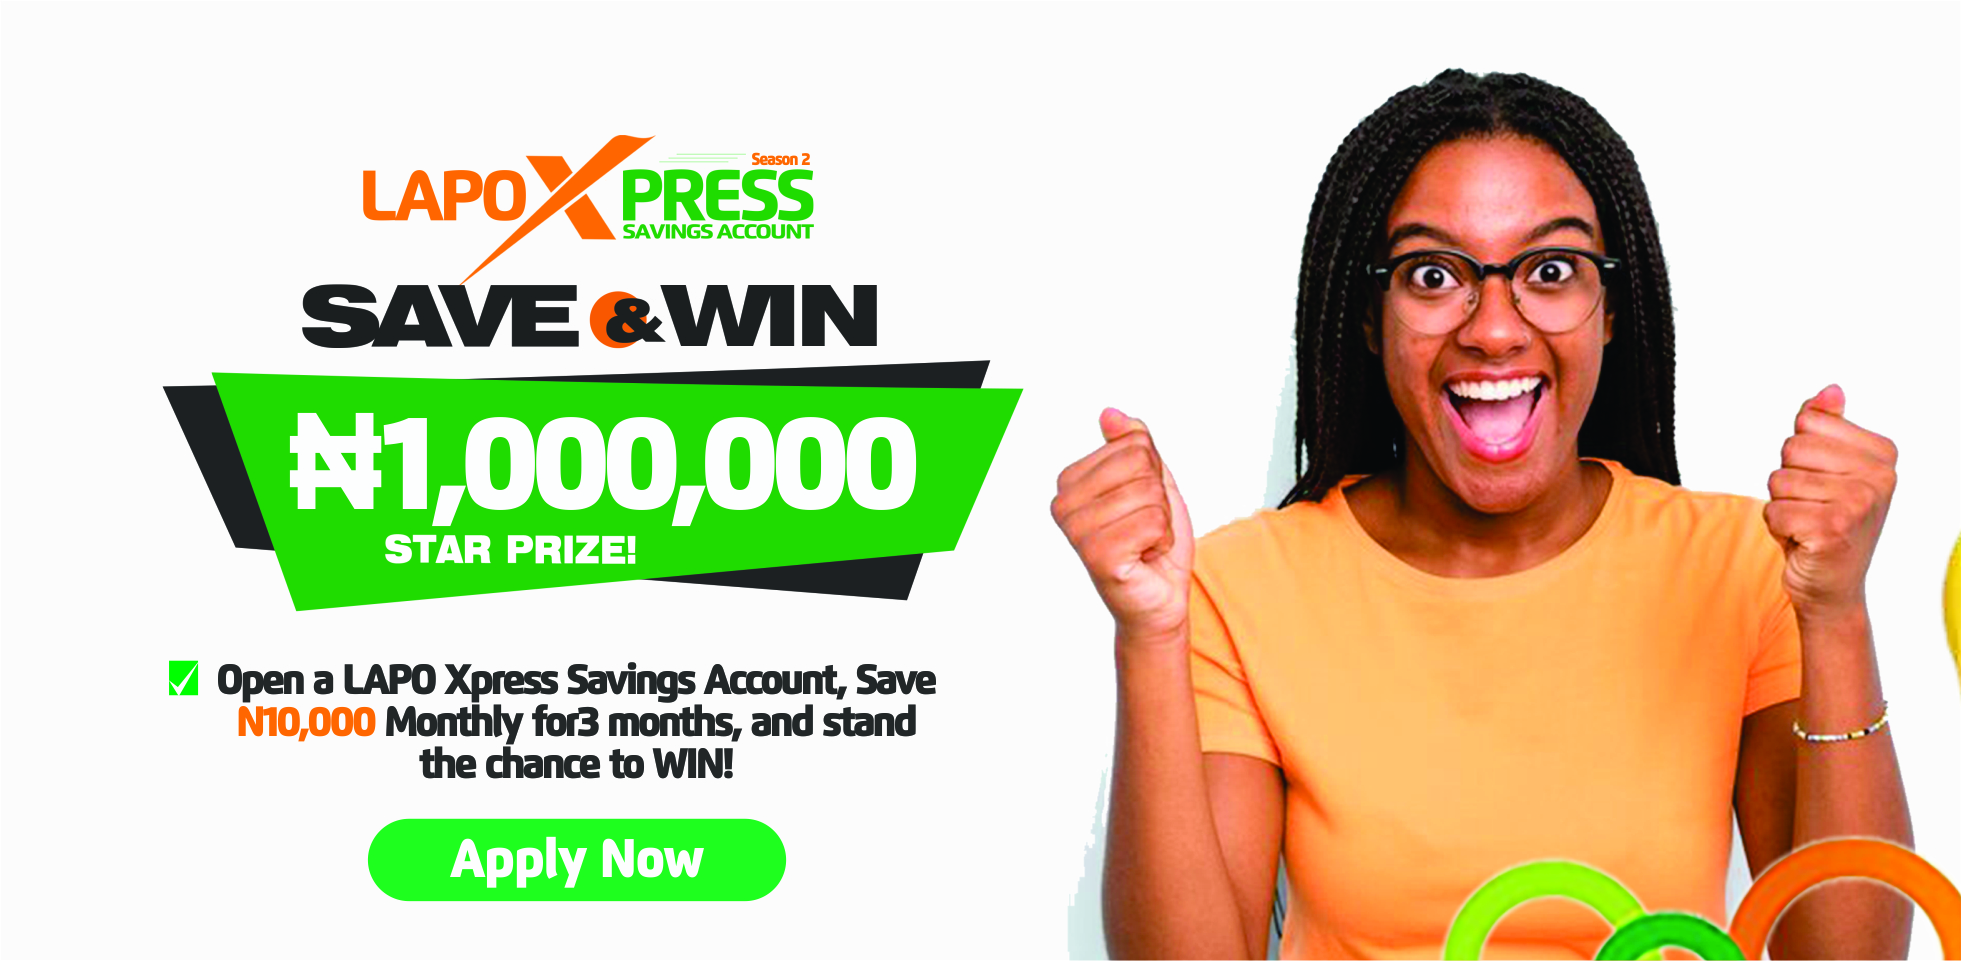 LAPO XPRESS Season 2
SAVINGS ACCOUNT
SAVE & WIN
₦1,000,000
STAR PRIZE!
Open a LAPO Xpress Savings Account, Save
N10,000 Monthly for3 months, and stand
the chance to WIN!
Apply Now